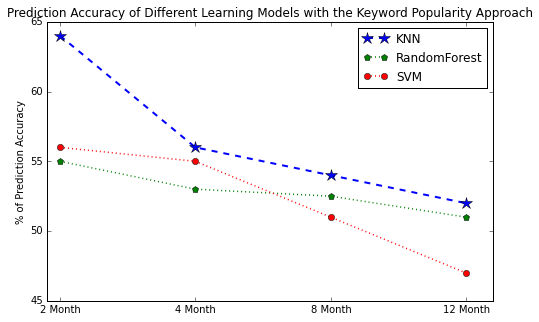 Prediction Accuracy of Different Learning Models with the Keyword Popularity Approach
65
60
55
50
45
% of Prediction Accuracy
KNN
RandomForest
SVM
2 Month
4 Month
8 Month
12 Month